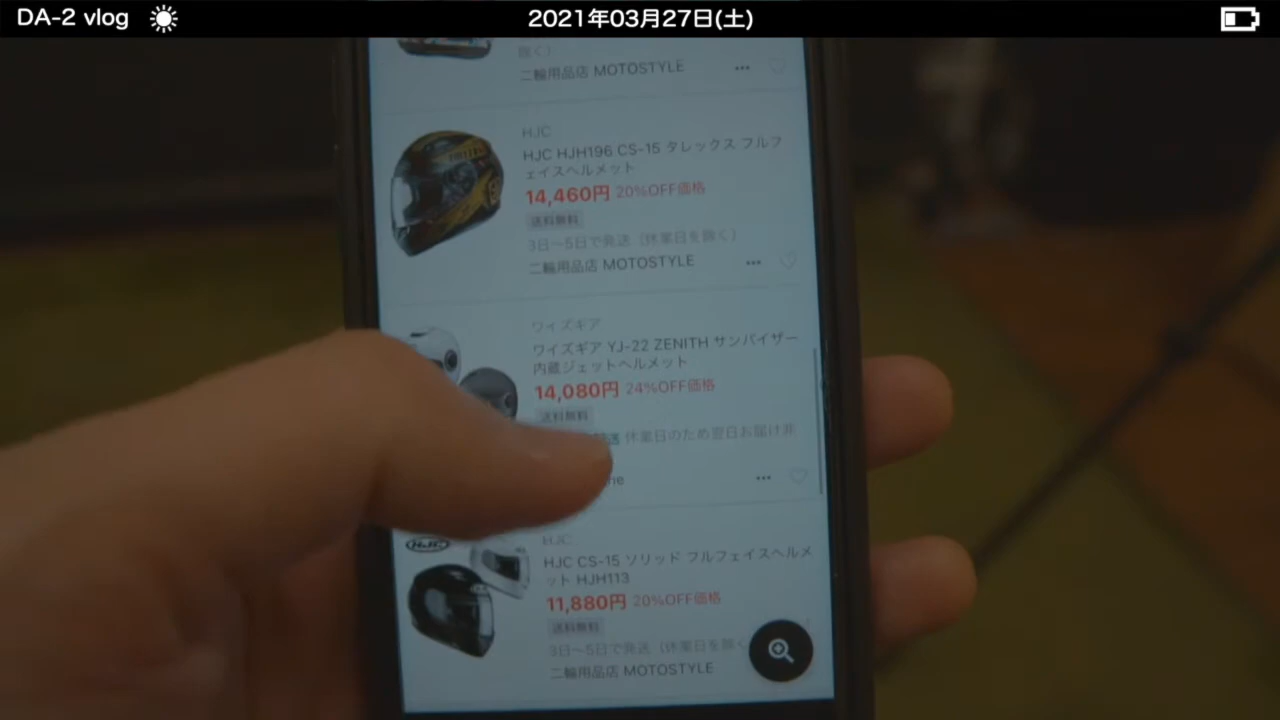 DA-2 vlog
2021年03月27日(土)
除く）
二輪用品店 MOTOSTYLE
HJC
HJC HJH196 CS-15 タレックス フルフ
ェイスヘルメット
14,460円 20%OFF価格
送料無料
3日～5日で発送（休業日を除く）
二輪用品店 MOTOSTYLE
ワイズギア
ワイズギア YJ-22 ZENITH サンバイザー
内蔵ジェットヘルメット
14,080円 24%OFF価格
送料無料
休業日のため翌日お届け非
ne
HJC
HJC
HJC CS-15 ソリッド フルフェイスヘルメ
ット HJH113
11,880円 20%OFF価格
送料無料
3日～5日で発送（休業日を除く
二輪用品店 MOTOSTYLE